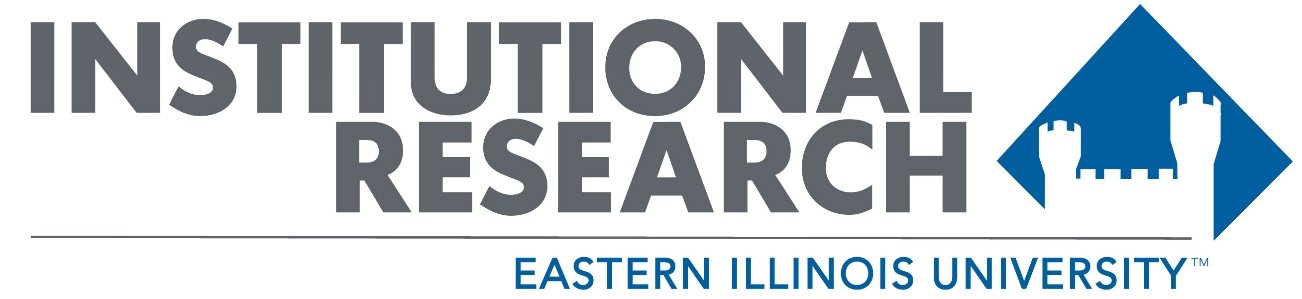 INSTITUTIONAL
RESEARCH
EASTERN ILLINOIS UNIVERSITY™